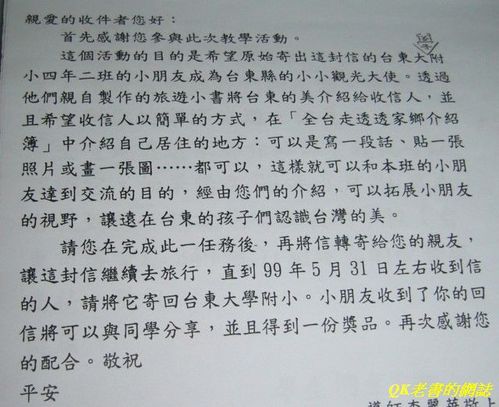 親愛的收件者您好：
首先感謝您參與此次教學活動。
這個活動的目的是希望原始寄出這封信的台東大附
小四年二班的小朋友成為台東縣的小小觀光大使。透過
他們親自製作的旅遊小書將台東的美介紹給收信人，並
且希望收信人以簡單的方式，在「全台走透透家鄉介紹
簿」中介紹自己居住的地方：可以是寫一段話、貼一張
照片或畫一張圖……都可以，這樣就可以和本班的小朋
友達到交流的目的，經由您們的介紹，可以拓展小朋友
的視野，讓遠在台東的孩子們認識台灣的美。
請您在完成此一任務後，再將信轉寄給您的親友，
讓這封信繼續去旅行，直到99年5月31日左右收到信
的人，請將它寄回台東大學附小。小朋友收到了你的回
信將可以與同學分享，並且得到一份獎品。再次感謝您
的配合。敬祝
平安
QK老書的網誌